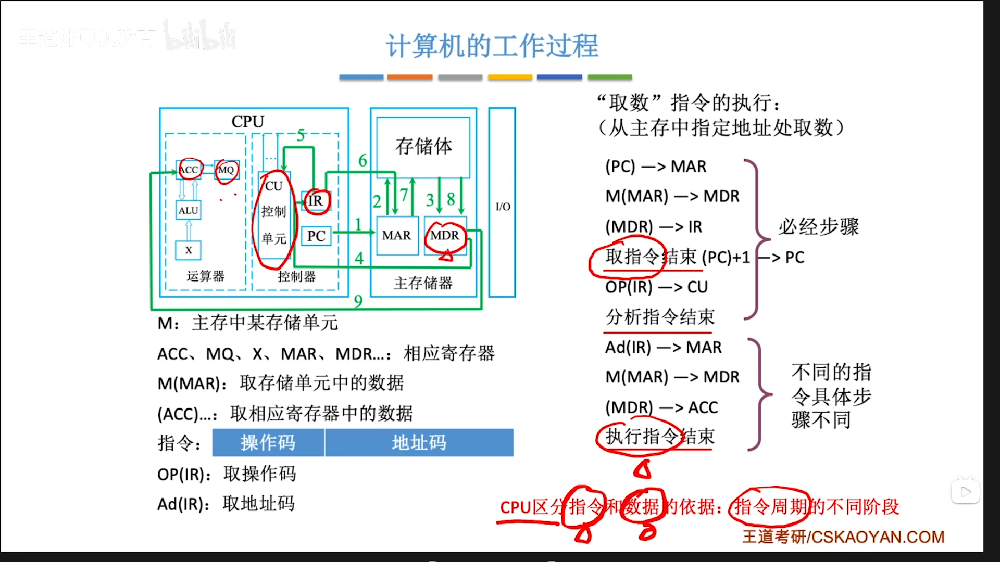 王道计算机教育 bilibili
计算机的工作过程
CPU
ACC
MQ
ALU
X
运算器
...
CU
控制
单元
IR
PC
控制器
5
6
1
4
9
存储体
2
7
3
8
MAR
MDR
主存储器
I/O
M：主存中某存储单元
ACC、MQ、X、MAR、MDR...：相应寄存器
M(MAR)：取存储单元中的数据
(ACC)...：取相应寄存器中的数据
指令：操作码 地址码
OP(IR)：取操作码
Ad(IR)：取地址码
“取数”指令的执行：
（从主存中指定地址处取数）
(PC) —> MAR
M(MAR) —> MDR
(MDR) —> IR
取指令结束 (PC)+1 —> PC
OP(IR) —> CU
分析指令结束
必经步骤
Ad(IR) —> MAR
M(MAR) —> MDR
(MDR) —> ACC
执行指令结束
不同的指
令具体步
骤不同
CPU区分指令和数据的依据：指令周期的不同阶段
王道考研/CSKAOYAN.COM